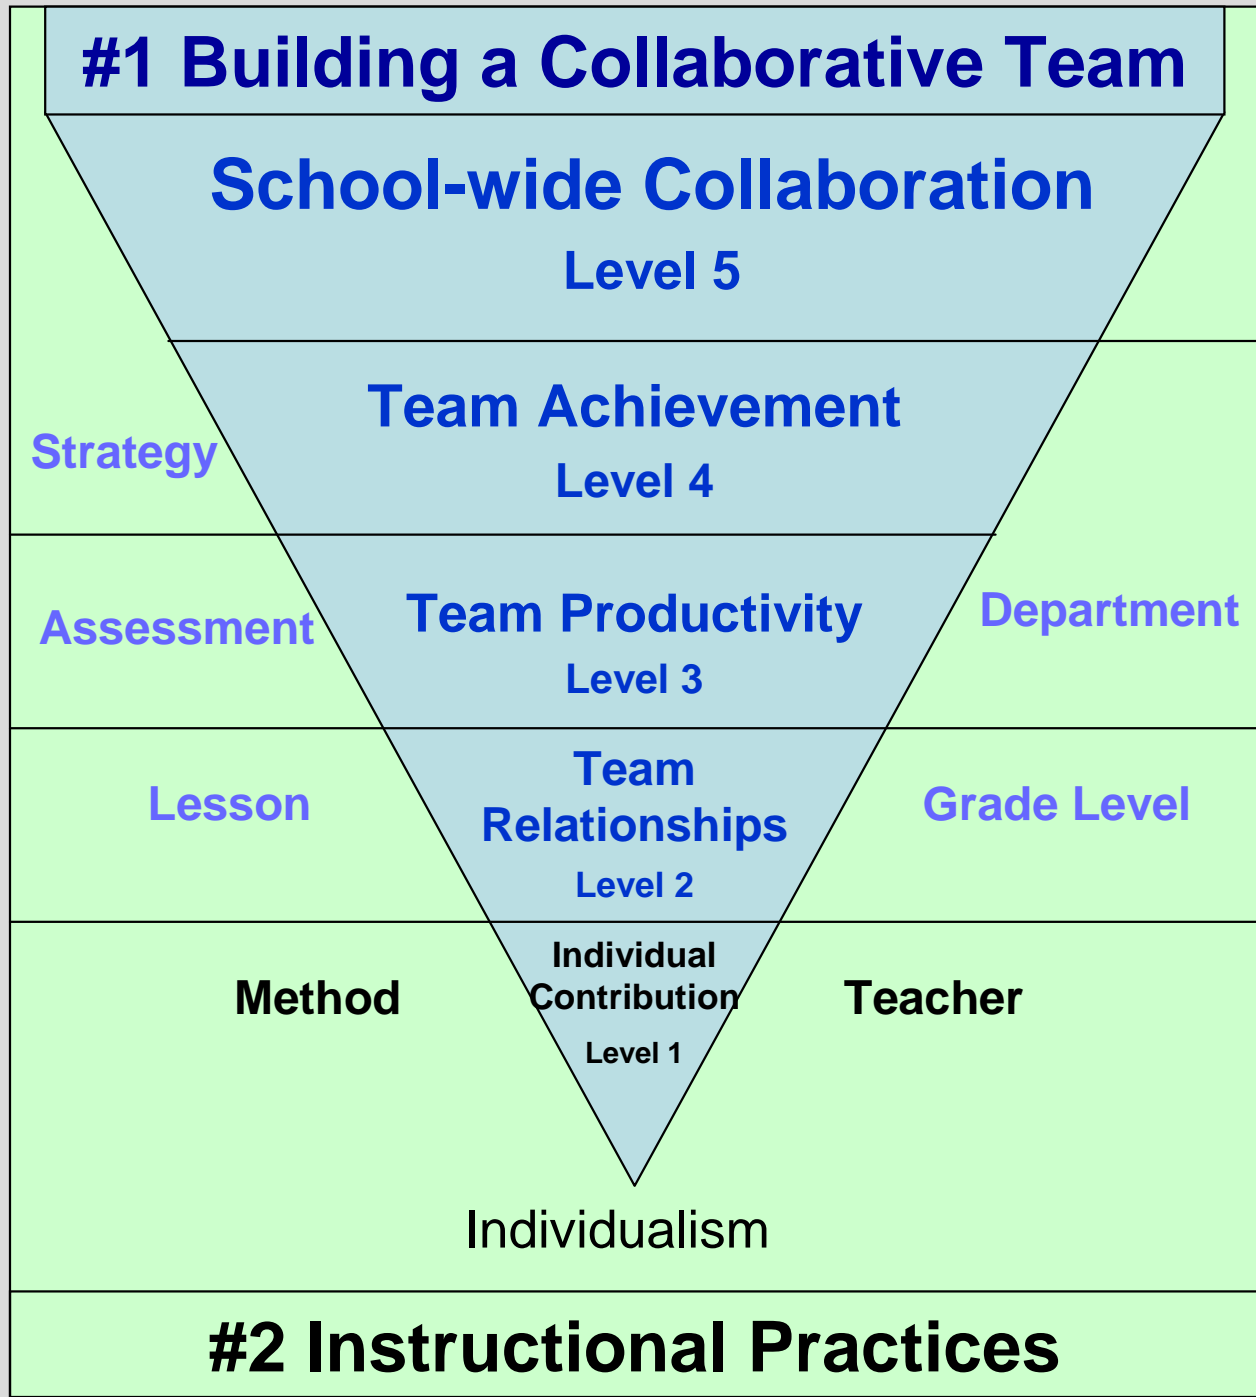 #1 Building a Collaborative Team
School-wide Collaboration
Level 5
Team Achievement
Strategy
Level 4
Team Productivity
Assessment
Department
Level 3
Team
Relationships
Lesson
Grade Level
Level 2
Individual
Contribution
Method
Teacher
Level 1
Individualism
#2 Instructional Practices